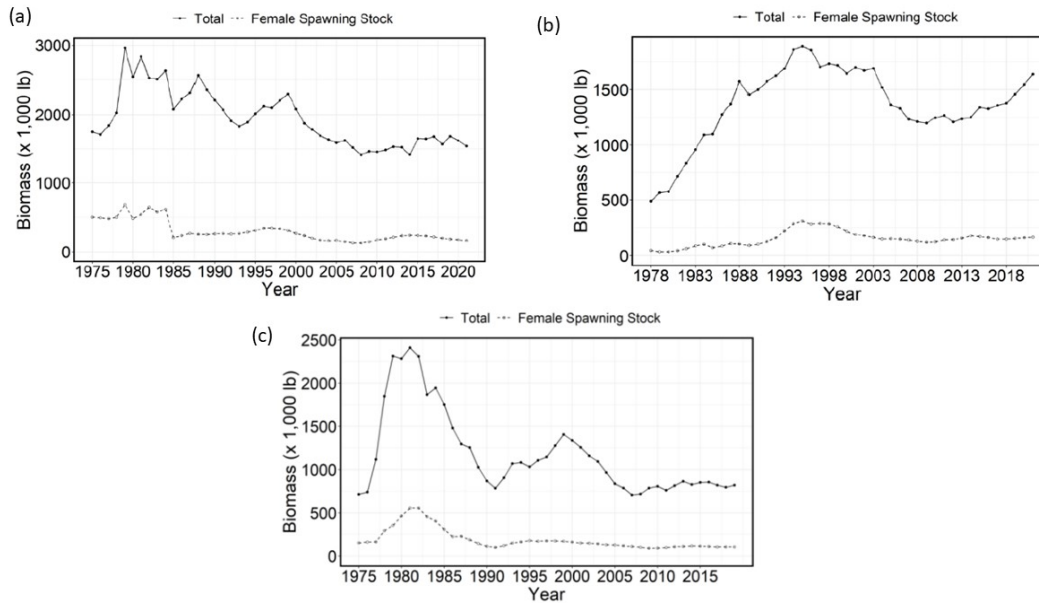 (a)
Total Female Spawning Stock
3000
2500
2000
1500
1000
500
0
Biomass (x 1,000 lb)
1975 1980 1985 1990 1995 2000 2005 2010 2015 2020
Year
(b)
Total Female Spawning Stock
1500
1000
500
0
Biomass (x 1,000 lb)
1978 1983 1988 1993 1998 2003 2008 2013 2018
Year
(c)
Total Female Spawning Stock
2500
2000
1500
1000
500
0
Biomass (x 1,000 lb)
1975 1980 1985 1990 1995 2000 2005 2010 2015
Year